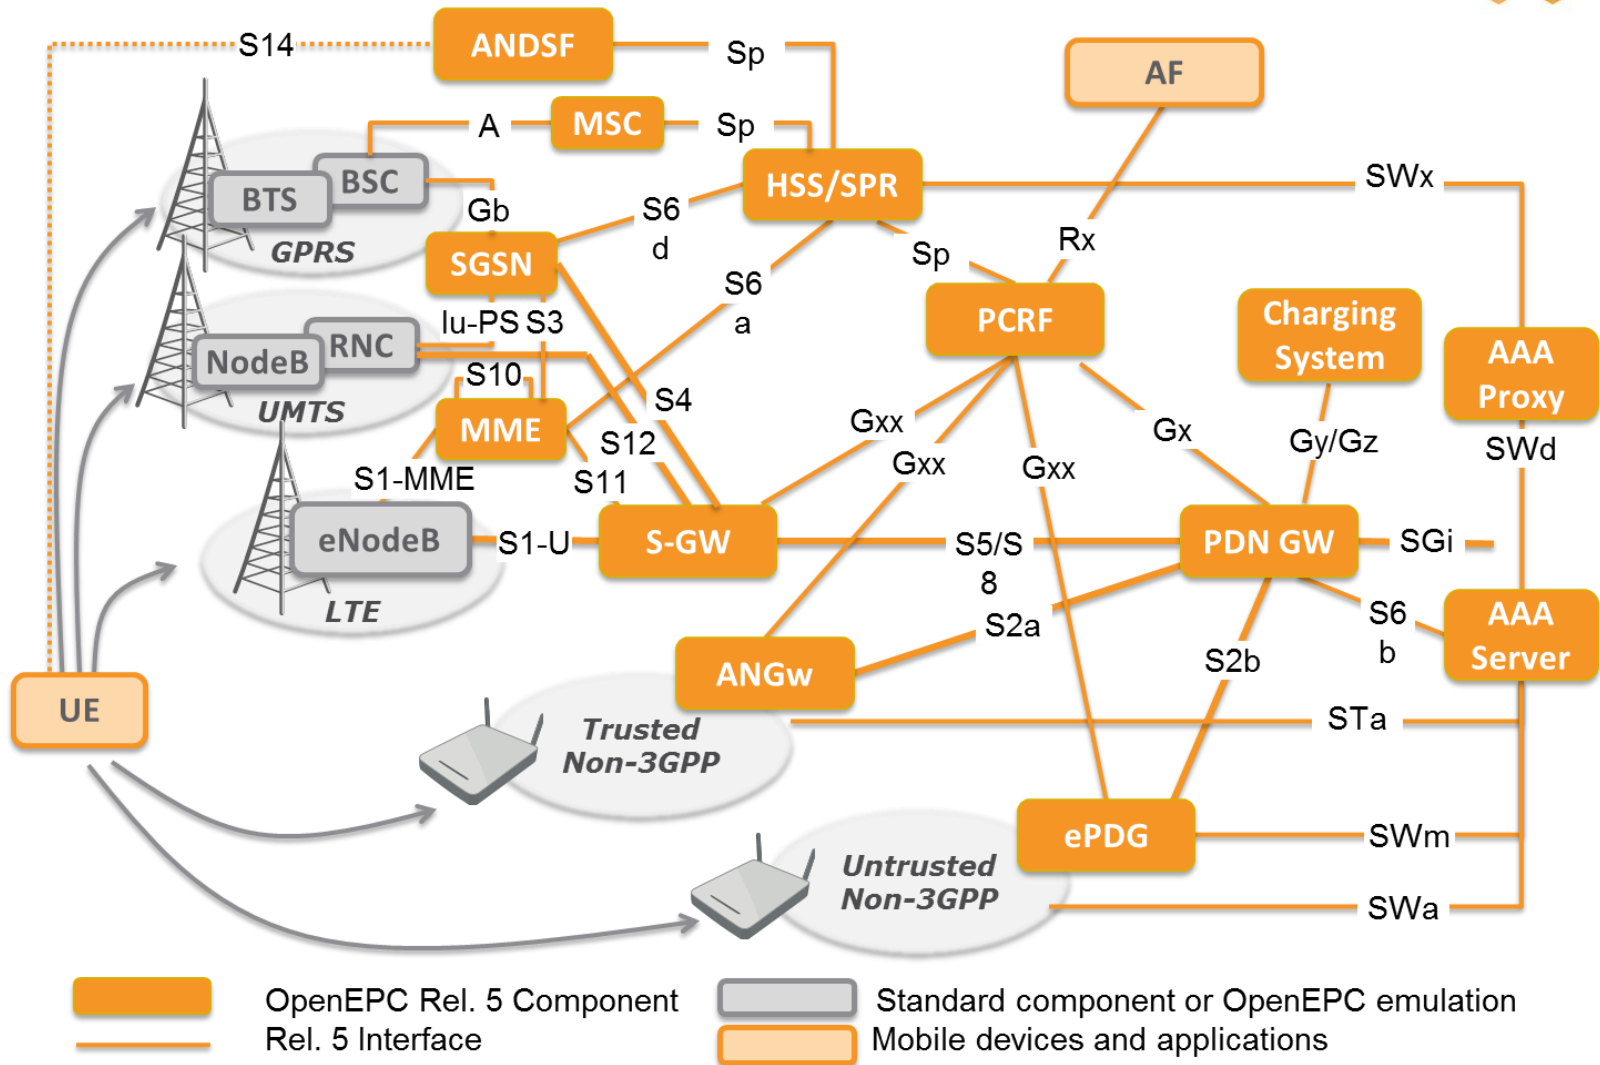 S14
ANDSF
Sp
AF
A
MSC
Sp
BSC
BTS
GPRS
Gb
HSS/SPR
SWx
S6
d
SGSN
Sp
Rx
S6
a
Iu-PS
S3
PCRF
Charging
System
AAA
Proxy
NodeB
RNC
UMTS
S10
MME
S4
S12
S11
Gxx
Gxx
Gxx
Gx
Gy/Gz
SWd
S1-MME
eNodeB
LTE
S1-U
S-GW
S5/S
8
PDN GW
SGi
S2a
S2b
S6
b
AAA
Server
UE
ANGw
Trusted
Non-3GPP
STa
ePDG
SWm
Untrusted
Non-3GPP
SWa
OpenEPC Rel. 5 Component
Rel. 5 Interface
Standard component or OpenEPC emulation
Mobile devices and applications